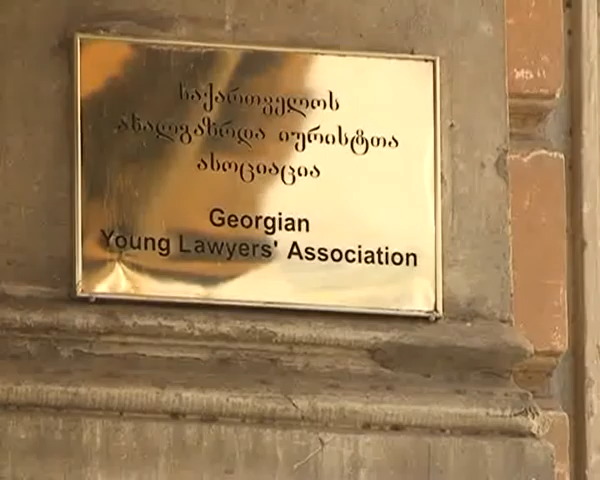 საქართველოს
ახალგაზრდა იურისტთა
ასოციაცია
Georgian
Young Lawyers' Association